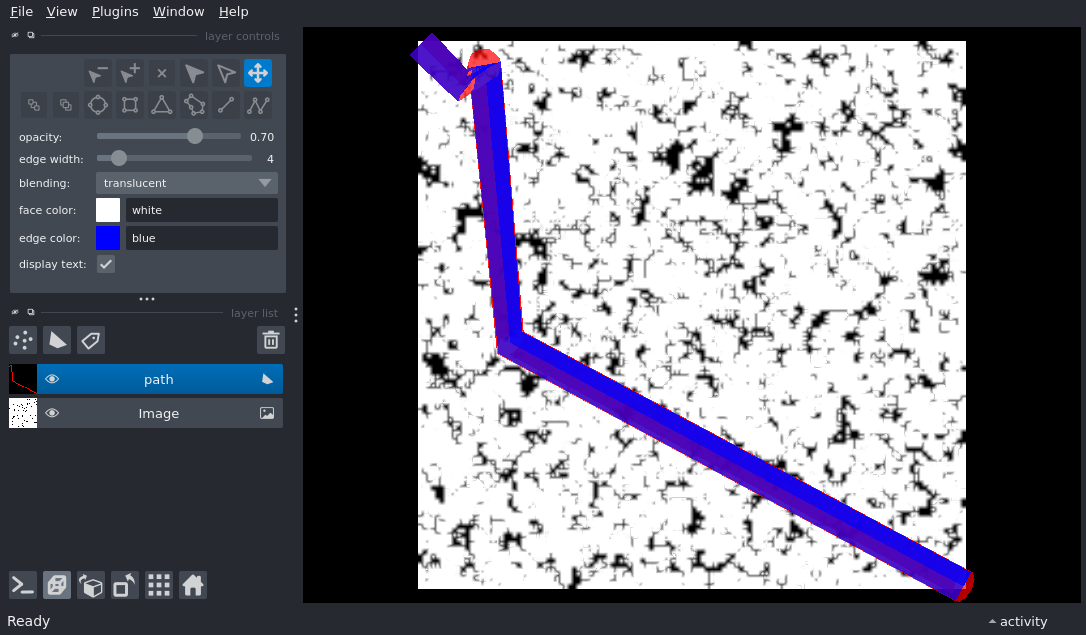 File View Plugins Window Help
layer controls
opacity: 0.70
edge width: 4
blending: translucent
face color: white
edge color: blue
display text:
layer list
path
Image
Ready
activity